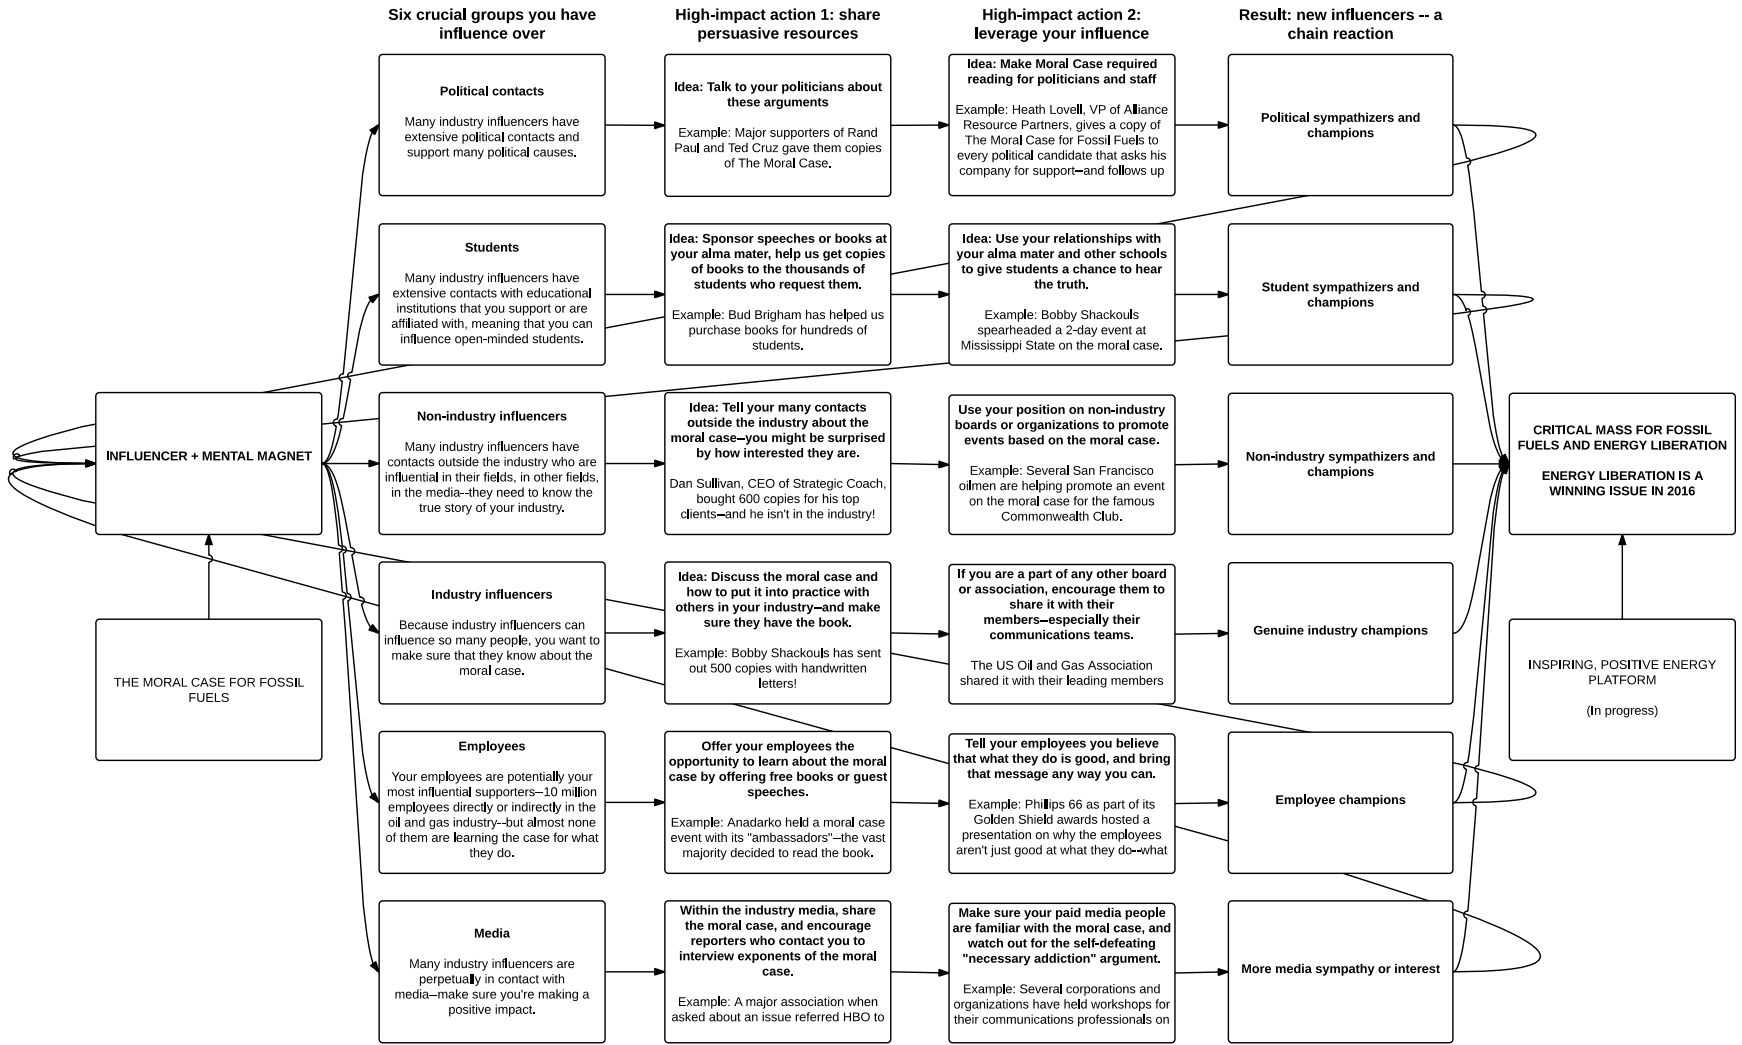 Six crucial groups you have
influence over
High-impact action 1: share
persuasive resources
High-impact action 2:
leverage your influence
Result: new influencers -- a
chain reaction
Political contacts
Many industry influencers have
extensive political contacts and
support many political causes.
Idea: Talk to your politicians about
these arguments
Example: Major supporters of Rand
Paul and Ted Cruz gave them copies
of The Moral Case.
Idea: Make Moral Case required
reading for politicians and staff
Example: Heath Lovell, VP of Alliance
Resource Partners, gives a copy of
The Moral Case for Fossil Fuels to
every political candidate that asks his
company for support--and follows up
Political sympathizers and
champions
Students
Many industry influencers have
extensive contacts with educational
institutions that you support or are
affiliated with, meaning that you can
influence open-minded students.
Idea: Sponsor speeches or books at
your alma mater, help us get copies
of books to the thousands of
students who request them.
Example: Bud Brigham has helped us
purchase books for hundreds of
students.
Idea: Use your relationships with
your alma mater and other schools
to give students a chance to hear
the truth.
Example: Bobby Shackouls
spearheaded a 2-day event at
Mississippi State on the moral case.
Student sympathizers and
champions
INFLUENCER + MENTAL MAGNET
Non-industry influencers
Many industry influencers have
contacts outside the industry who are
influential in their fields, in other fields,
in the media--they need to know the
true story of your industry.
Idea: Tell your many contacts
outside the industry about the
moral case--you might be surprised
by how interested they are.
Dan Sullivan, CEO of Strategic Coach,
bought 600 copies for his top
clients--and he isn't in the industry!
Use your position on non-industry
boards or organizations to promote
events based on the moral case.
Example: Several San Francisco
oilmen are helping promote an event
on the moral case for the famous
Commonwealth Club.
Non-industry sympathizers and
champions
CRITICAL MASS FOR FOSSIL
FUELS AND ENERGY LIBERATION
ENERGY LIBERATION IS A
WINNING ISSUE IN 2016
THE MORAL CASE FOR FOSSIL
FUELS
Industry influencers
Because industry influencers can
influence so many people, you want to
make sure that they know about the
moral case.
Idea: Discuss the moral case and
how to put it into practice with
others in your industry--and make
sure they have the book.
Example: Bobby Shackouls has sent
out 500 copies with handwritten
letters!
If you are a part of any other board
or association, encourage them to
share it with their
members--especially their
communications teams.
The US Oil and Gas Association
shared it with their leading members
Genuine industry champions
INSPIRING, POSITIVE ENERGY
PLATFORM
(In progress)
Employees
Your employees are potentially your
most influential supporters--10 million
employees directly or indirectly in the
oil and gas industry--but almost none
of them are learning the case for what
they do.
Offer your employees the
opportunity to learn about the moral
case by offering free books or guest
speeches.
Example: Anadarko held a moral case
event with its "ambassadors"--the vast
majority decided to read the book.
Tell your employees you believe
that what they do is good, and bring
that message any way you can.
Example: Phillips 66 as part of its
Golden Shield awards hosted a
presentation on why the employees
aren't just good at what they do--what
Employee champions
Media
Many industry influencers are
perpetually in contact with
media--make sure you're making a
positive impact.
Within the industry media, share
the moral case, and encourage
reporters who contact you to
interview exponents of the moral
case.
Example: A major association when
asked about an issue referred HBO to
Make sure your paid media people
are familiar with the moral case, and
watch out for the self-defeating
"necessary addiction" argument.
Example: Several corporations and
organizations have held workshops for
their communications professionals on
More media sympathy or interest